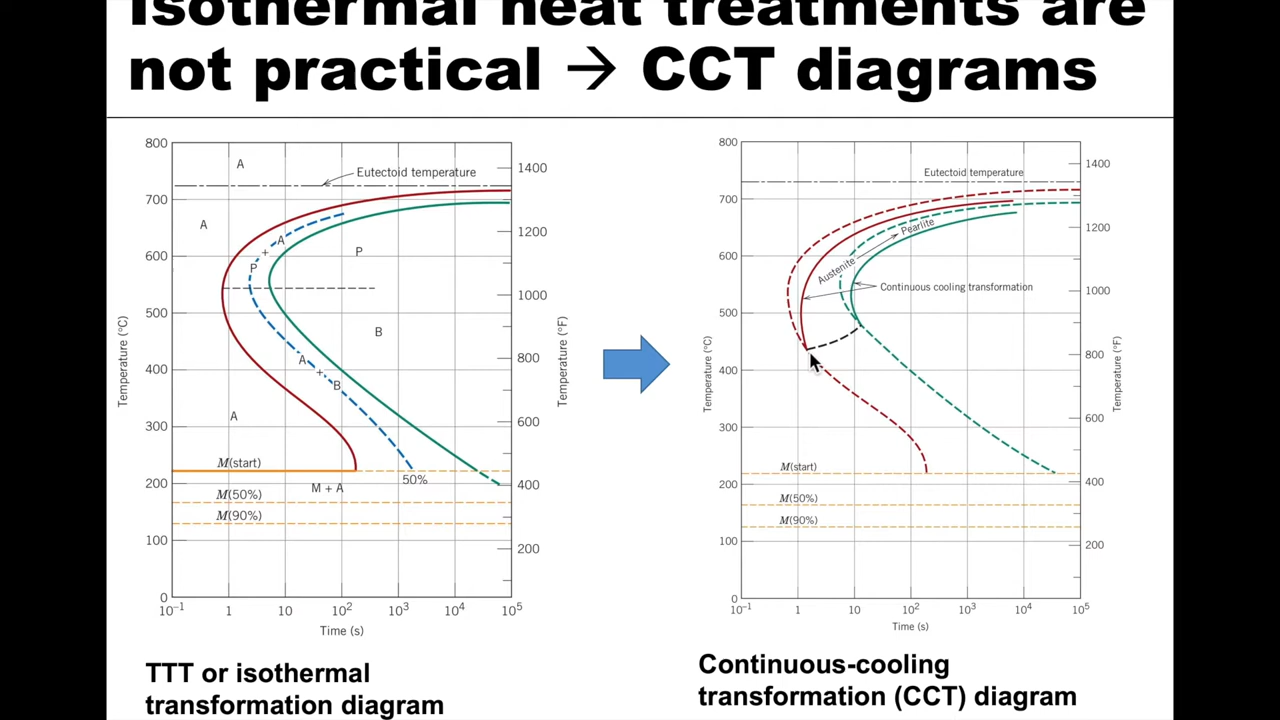 Isothermal heat treatments are
not practical → CCT diagrams
800
700
600
500
400
300
200
100
0
A
Eutectoid temperature
A
A
+
P
P
B
A
+
B
A
M(start)
M + A
50%
M(50%)
M(90%)
1400
1200
1000
800
600
400
200
Temperature (°C)
Temperature (°F)
10⁻¹ 1 10 10² 10³ 10⁴ 10⁵
Time (s)
TTT or isothermal
transformation diagram
800
700
600
500
400
300
200
100
0
Eutectoid temperature
Pearlite
Austenite
Continuous cooling transformation
M(start)
M(50%)
M(90%)
1400
1200
1000
800
600
400
200
Temperature (°C)
Temperature (°F)
10⁻¹ 1 10 10² 10³ 10⁴ 10⁵
Time (s)
Continuous-cooling
transformation (CCT) diagram